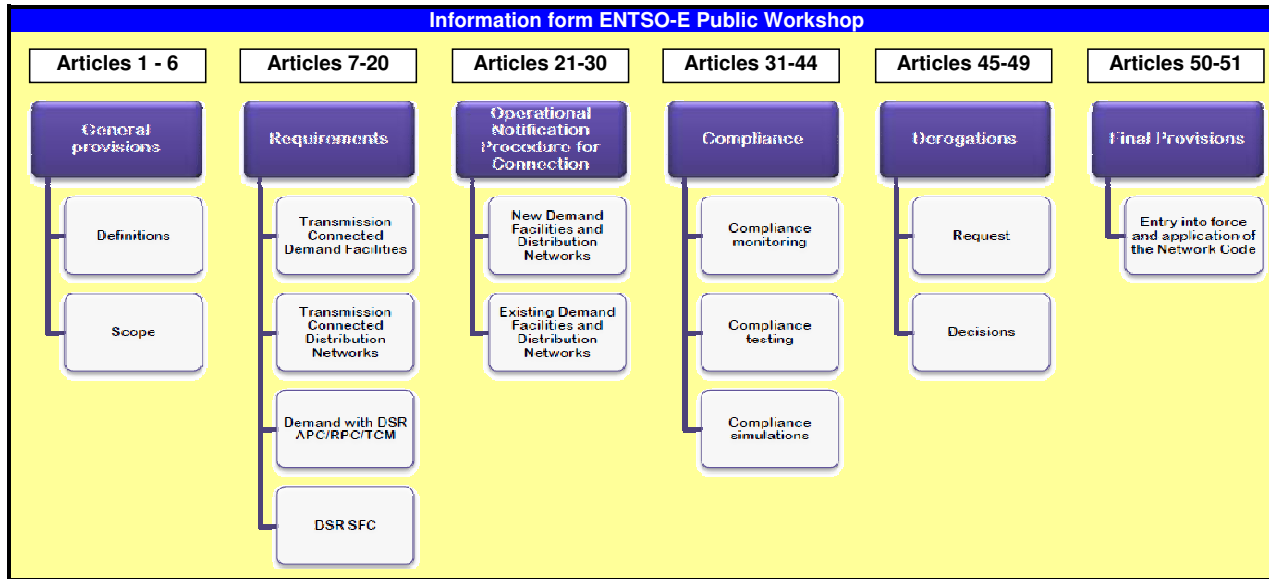 Information form ENTSO-E Public Workshop
Articles 1 - 6
Articles 7-20
Articles 21-30
Articles 31-44
Articles 45-49
Articles 50-51
General
provisions
Requirements
Operational
Notification
Procedure for
Connection
Compliance
Derogations
Final Provisions
Definitions
Scope
Transmission
Connected
Demand Facilities
Transmission
Connected
Distribution
Networks
Demand with DSR
APC/RPC/TCM
DSR SFC
New Demand
Facilities and
Distribution
Networks
Existing Demand
Facilities and
Distribution
Networks
Compliance
monitoring
Compliance
testing
Compliance
simulations
Request
Decisions
Entry into force
and application of
the Network Code